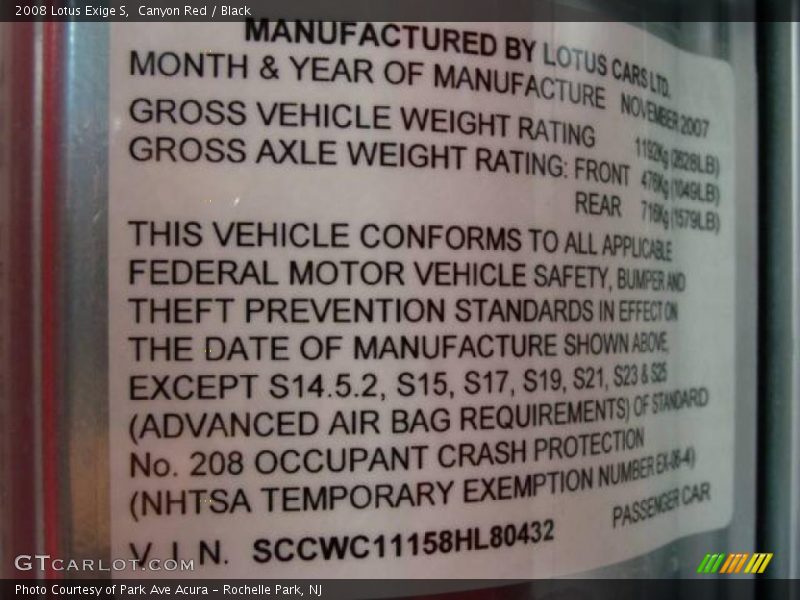 2008 Lotus Exige S,  Canyon Red / Black
MANUFACTURED BY LOTUS CARS LTD.
MONTH & YEAR OF MANUFACTURE NOVEMBER 2007
GROSS VEHICLE WEIGHT RATING 1192Kg (2628LB)
GROSS AXLE WEIGHT RATING: FRONT 476Kg (1049LB)
REAR 716Kg (1579LB)
THIS VEHICLE CONFORMS TO ALL APPLICABLE
FEDERAL MOTOR VEHICLE SAFETY, BUMPER AND
THEFT PREVENTION STANDARDS IN EFFECT ON
THE DATE OF MANUFACTURE SHOWN ABOVE,
EXCEPT S14.5.2, S15, S17, S19, S21, S23 & S25
(ADVANCED AIR BAG REQUIREMENTS) OF STANDARD
No. 208 OCCUPANT CRASH PROTECTION
(NHTSA TEMPORARY EXEMPTION NUMBER EX-06-4)
PASSENGER CAR
V.I.N. SCCWC11158HL80432
GTCARLOT.COM
Photo Courtesy of Park Ave Acura - Rochelle Park, NJ